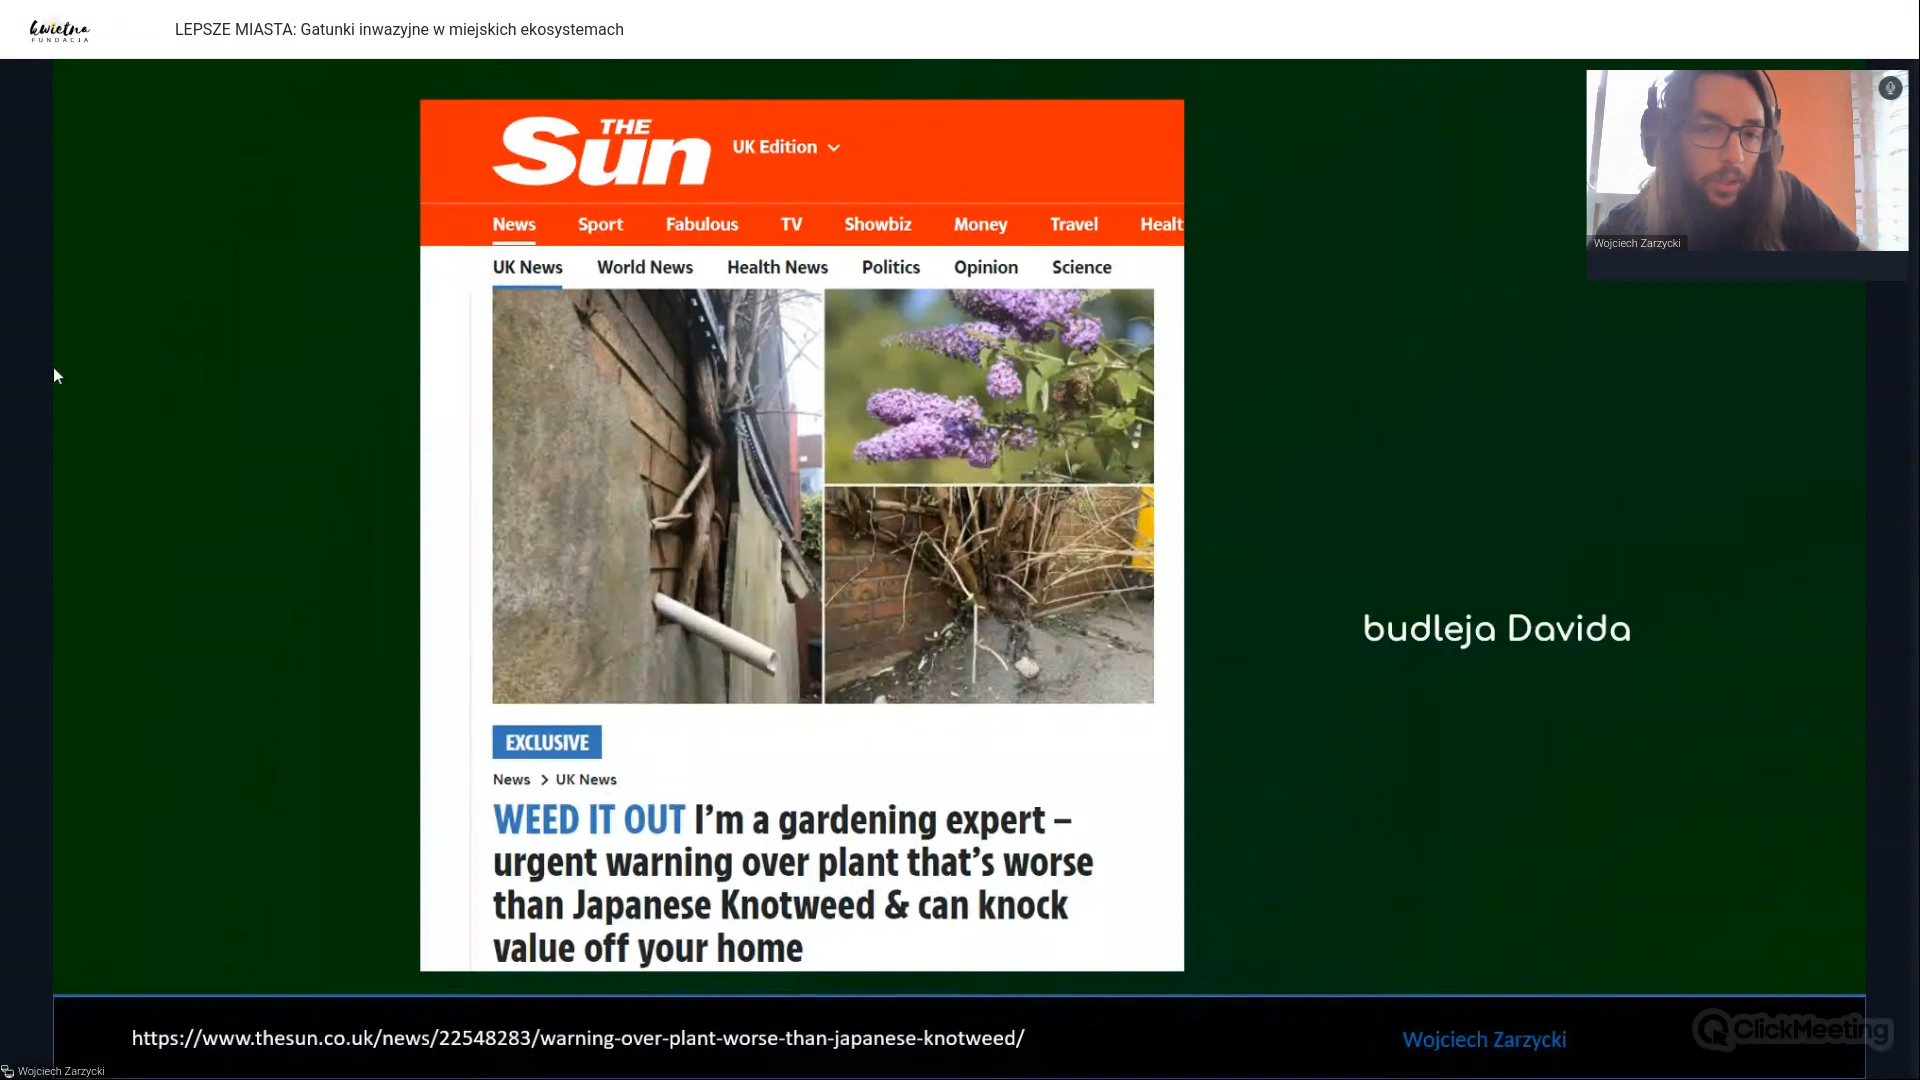 kwietna
FUNDACJA
LEPSZE MIASTA: Gatunki inwazyjne w miejskich ekosystemach
THE
Sun
UK Edition
News Sport Fabulous TV Showbiz Money Travel Healt
UK News World News Health News Politics Opinion Science
Wojciech Zarzycki
budleja Davida
EXCLUSIVE
News > UK News
WEED IT OUT I’m a gardening expert –
urgent warning over plant that’s worse
than Japanese Knotweed & can knock
value off your home
https://www.thesun.co.uk/news/22548283/warning-over-plant-worse-than-japanese-knotweed/
Wojciech Zarzycki
ClickMeeting
Wojciech Zarzycki